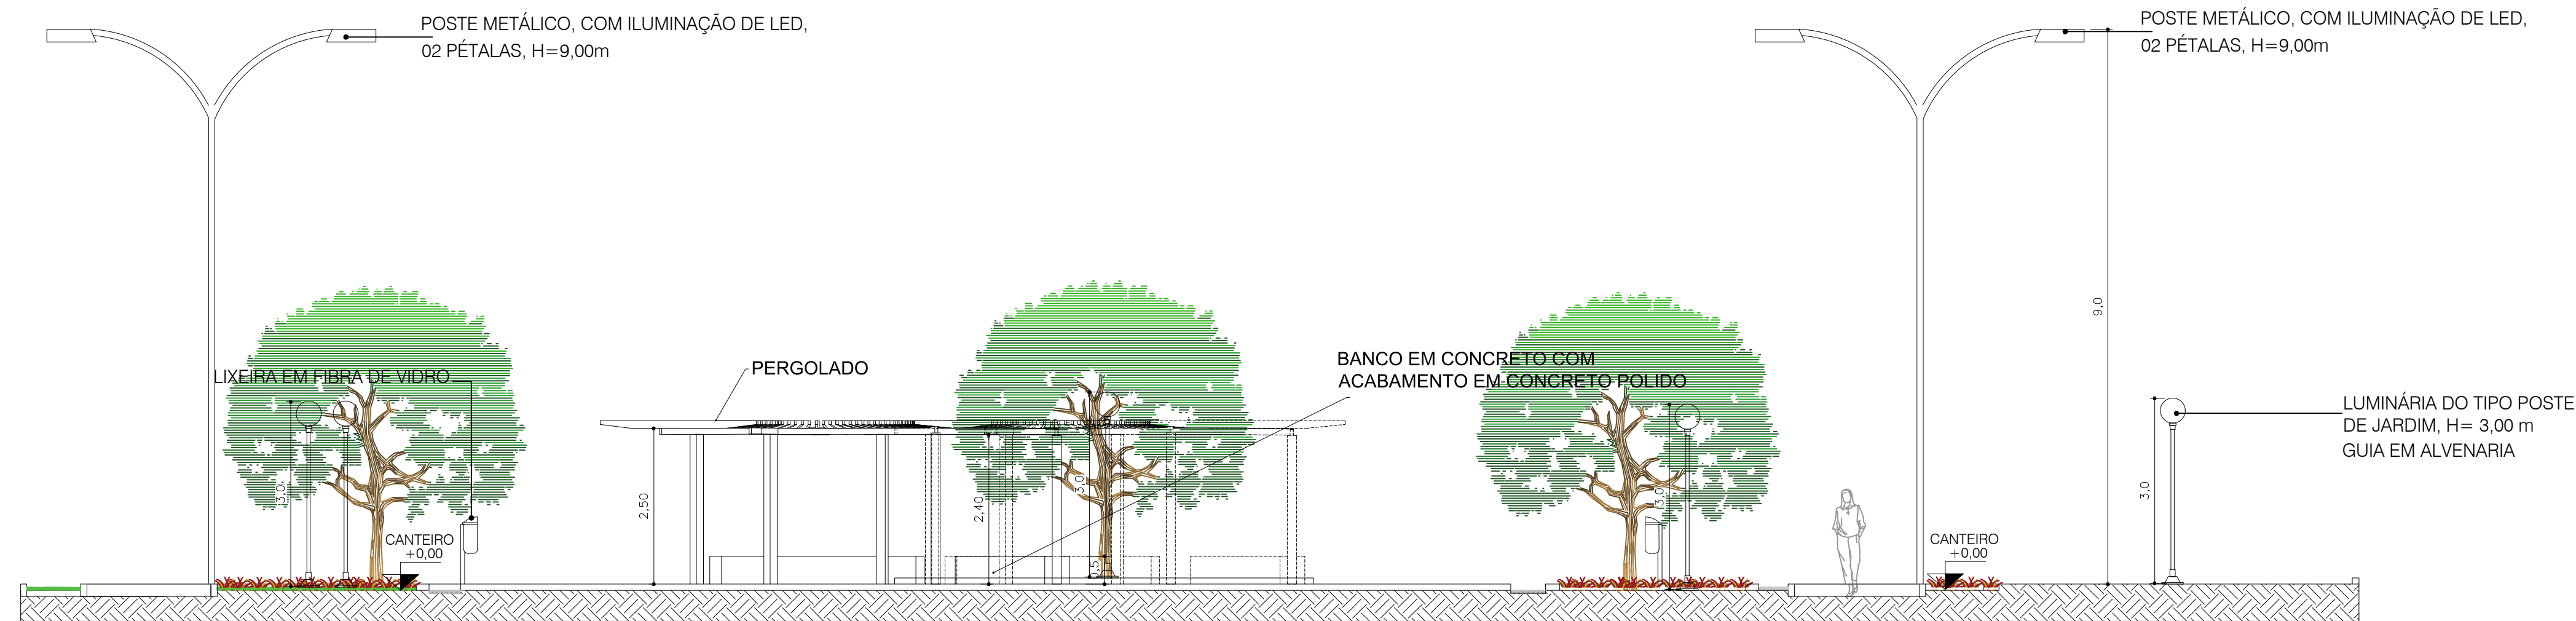 POSTE METÁLICO, COM ILUMINAÇÃO DE LED,
02 PÉTALAS, H=9,00m
POSTE METÁLICO, COM ILUMINAÇÃO DE LED,
02 PÉTALAS, H=9,00m
9,0
LIXEIRA EM FIBRA DE VIDRO
PERGOLADO
BANCO EM CONCRETO COM
ACABAMENTO EM CONCRETO POLIDO
LUMINÁRIA DO TIPO POSTE
DE JARDIM, H= 3,00 m
GUIA EM ALVENARIA
3,0
2,50
2,40
3,0
3,0
3,0
CANTEIRO
+0,00
CANTEIRO
+0,00